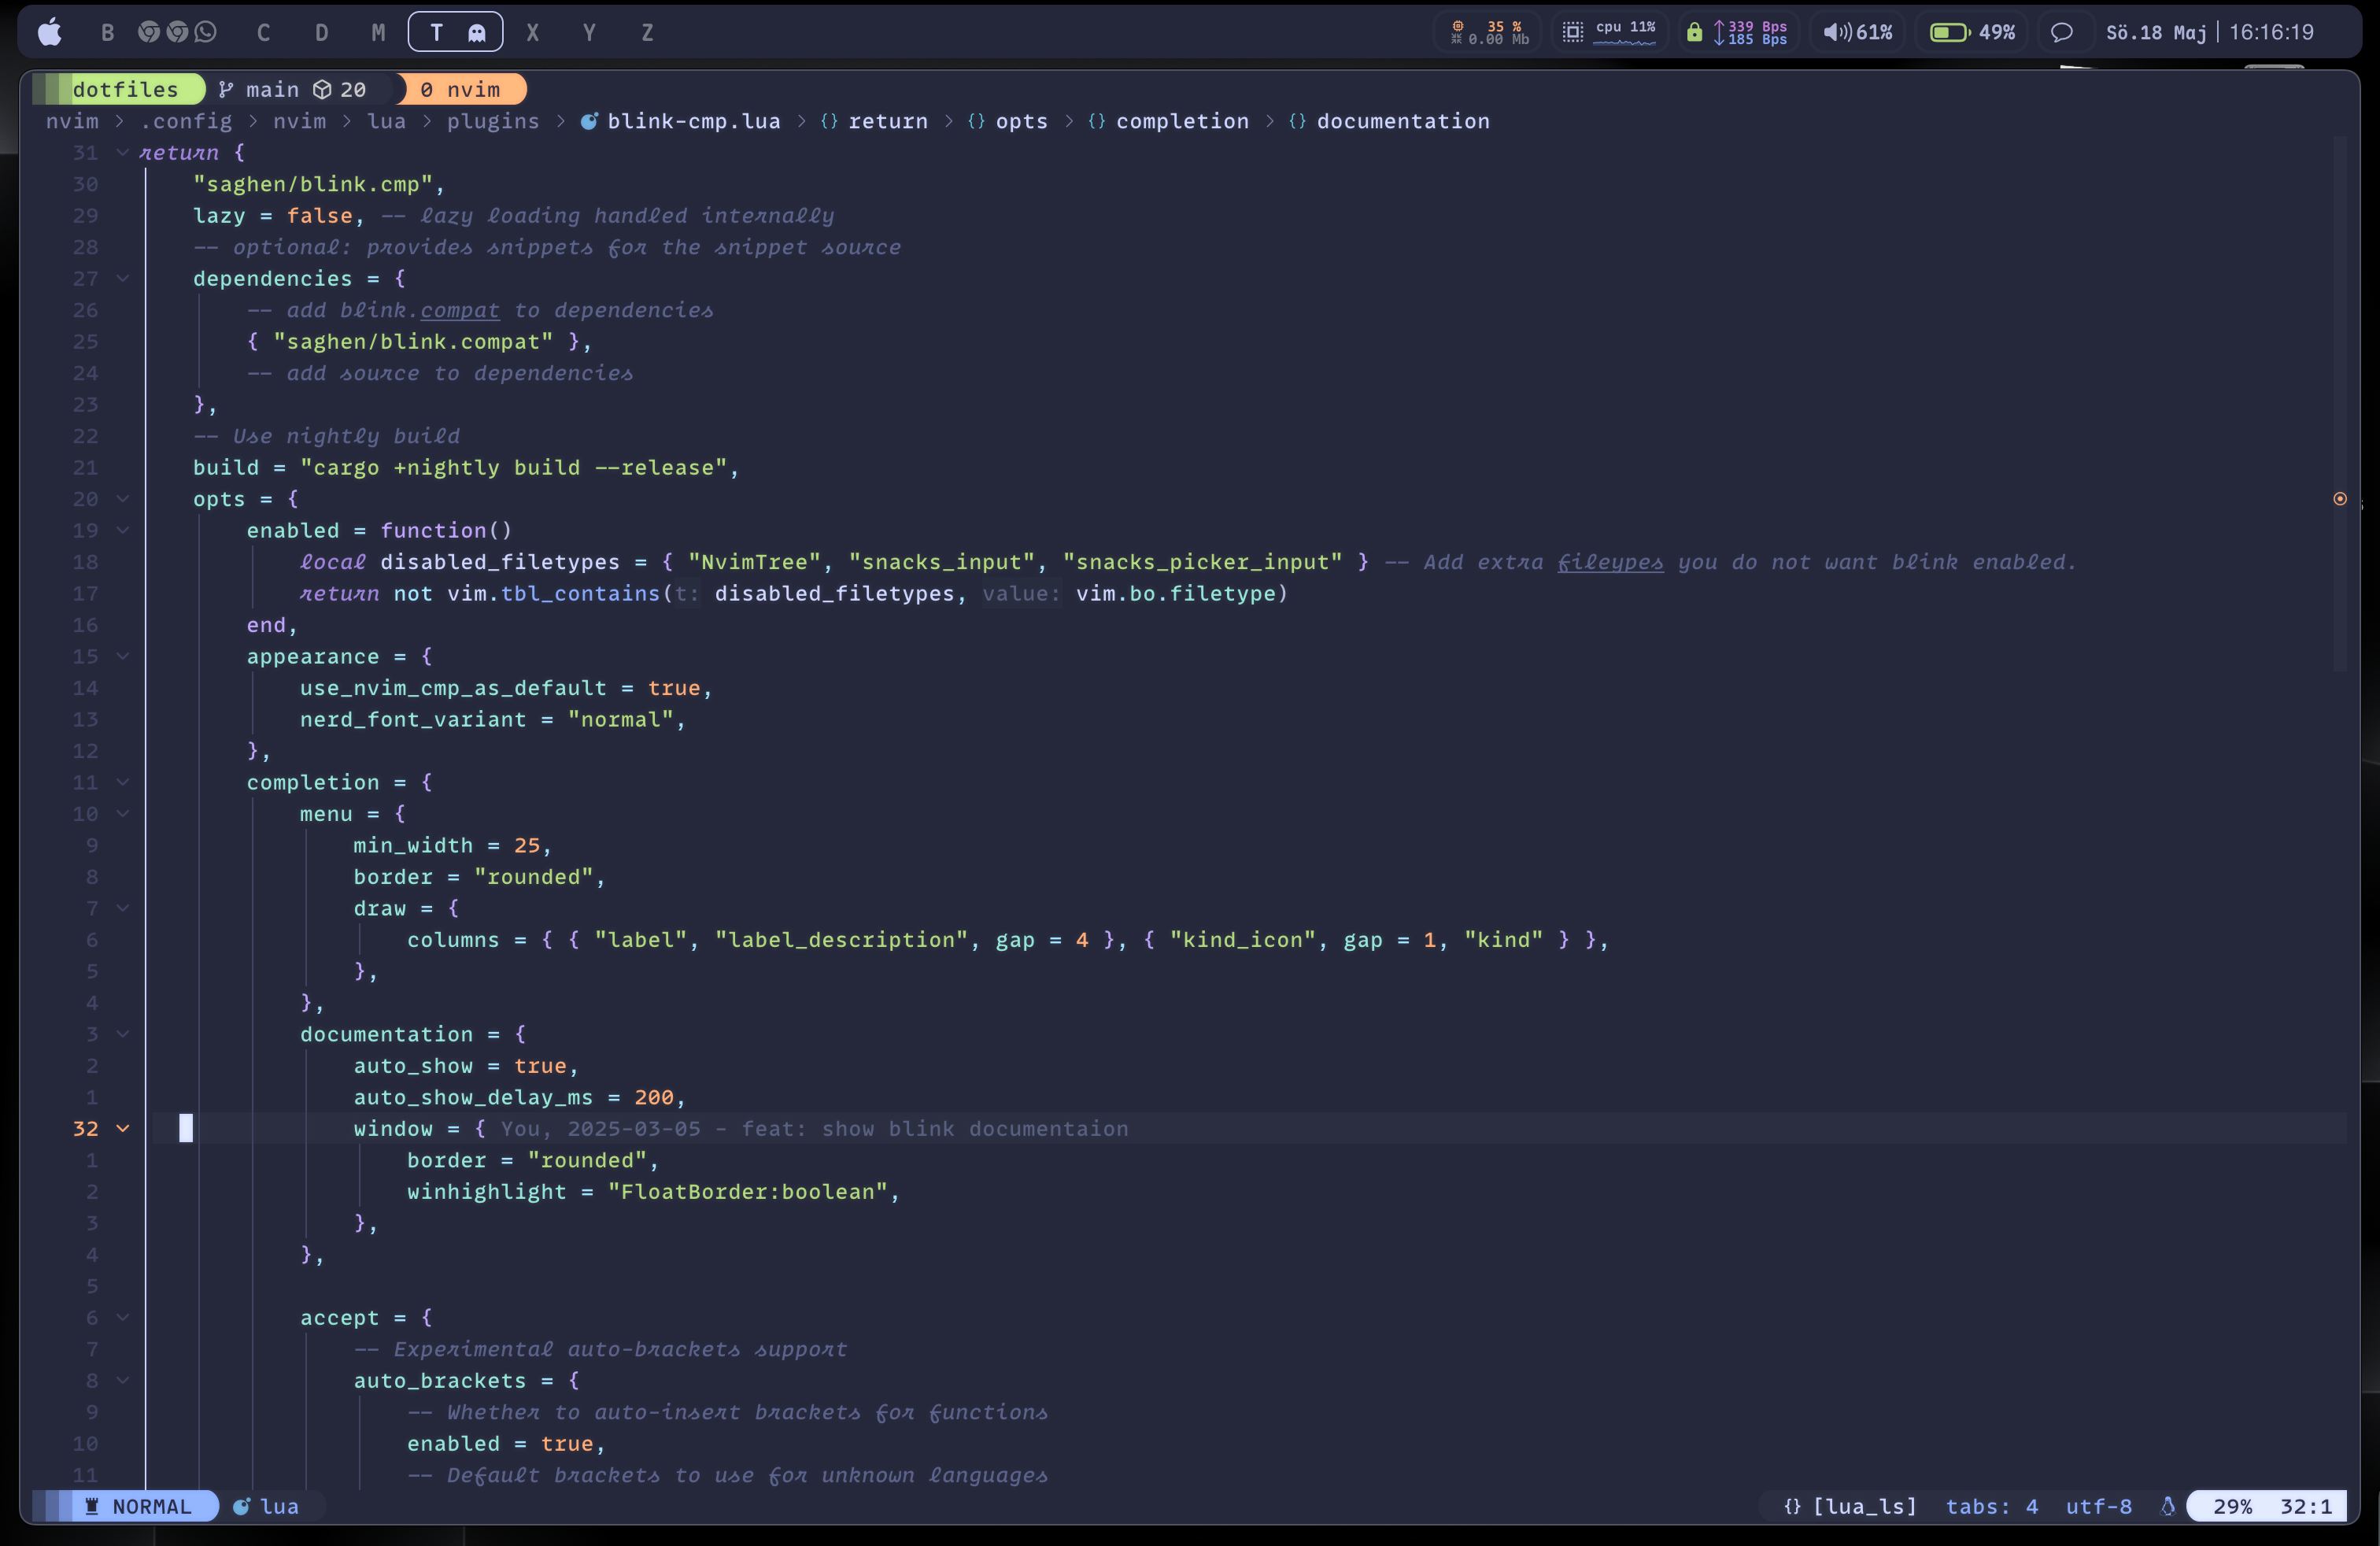 B C D M T X Y Z 35 % 0.00 Mb cpu 11% 339 Bps 185 Bps 61% 49% Sö.18 Maj | 16:16:19
dotfiles main 20 0 nvim
nvim > .config > nvim > lua > plugins > blink-cmp.lua > {} return > {} opts > {} completion > {} documentation
31 return {
30 "saghen/blink.cmp",
29 lazy = false, -- lazy loading handled internally
28 -- optional: provides snippets for the snippet source
27 dependencies = {
26 -- add blink.compat to dependencies
25 { "saghen/blink.compat" },
24 -- add source to dependencies
23 },
22 -- Use nightly build
21 build = "cargo +nightly build --release",
20 opts = {
19 enabled = function()
18 local disabled_filetypes = { "NvimTree", "snacks_input", "snacks_picker_input" } -- Add extra fileypes you do not want blink enabled.
17 return not vim.tbl_contains(t: disabled_filetypes, value: vim.bo.filetype)
16 end,
15 appearance = {
14 use_nvim_cmp_as_default = true,
13 nerd_font_variant = "normal",
12 },
11 completion = {
10 menu = {
9 min_width = 25,
8 border = "rounded",
7 draw = {
6 columns = { { "label", "label_description", gap = 4 }, { "kind_icon", gap = 1, "kind" } },
5 },
4 },
3 documentation = {
2 auto_show = true,
1 auto_show_delay_ms = 200,
32 window = { You, 2025-03-05 - feat: show blink documentaion
1 border = "rounded",
2 winhighlight = "FloatBorder:boolean",
3 },
4 },
5
6 accept = {
7 -- Experimental auto-brackets support
8 auto_brackets = {
9 -- Whether to auto-insert brackets for functions
10 enabled = true,
11 -- Default brackets to use for unknown languages
NORMAL lua {} [lua_ls] tabs: 4 utf-8 29% 32:1